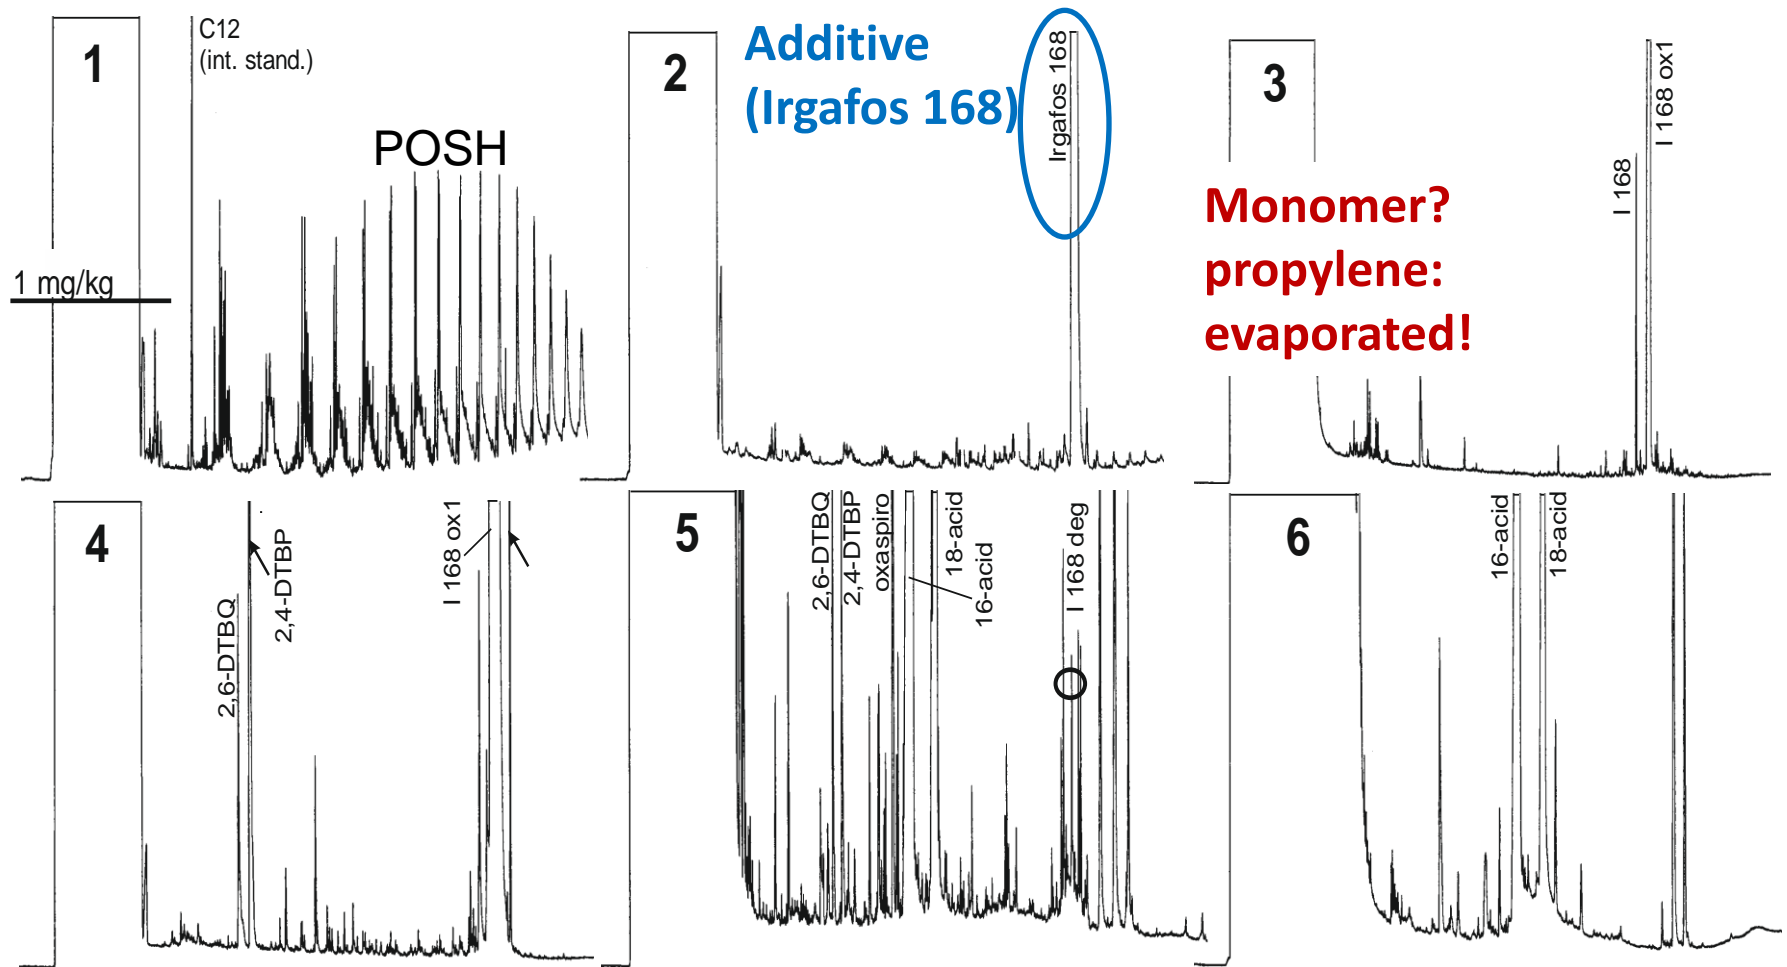 1
C12
(int. stand.)
POSH
1 mg/kg
2
Additive
(Irgafos 168)
Irgafos 168
3
I 168
I 168 ox1
Monomer?
propylene:
evaporated!
4
2,6-DTBQ
2,4-DTBP
I 168 ox1
5
2,6-DTBQ
2,4-DTBP
oxaspiro
18-acid
16-acid
I 168 deg
6
16-acid
18-acid